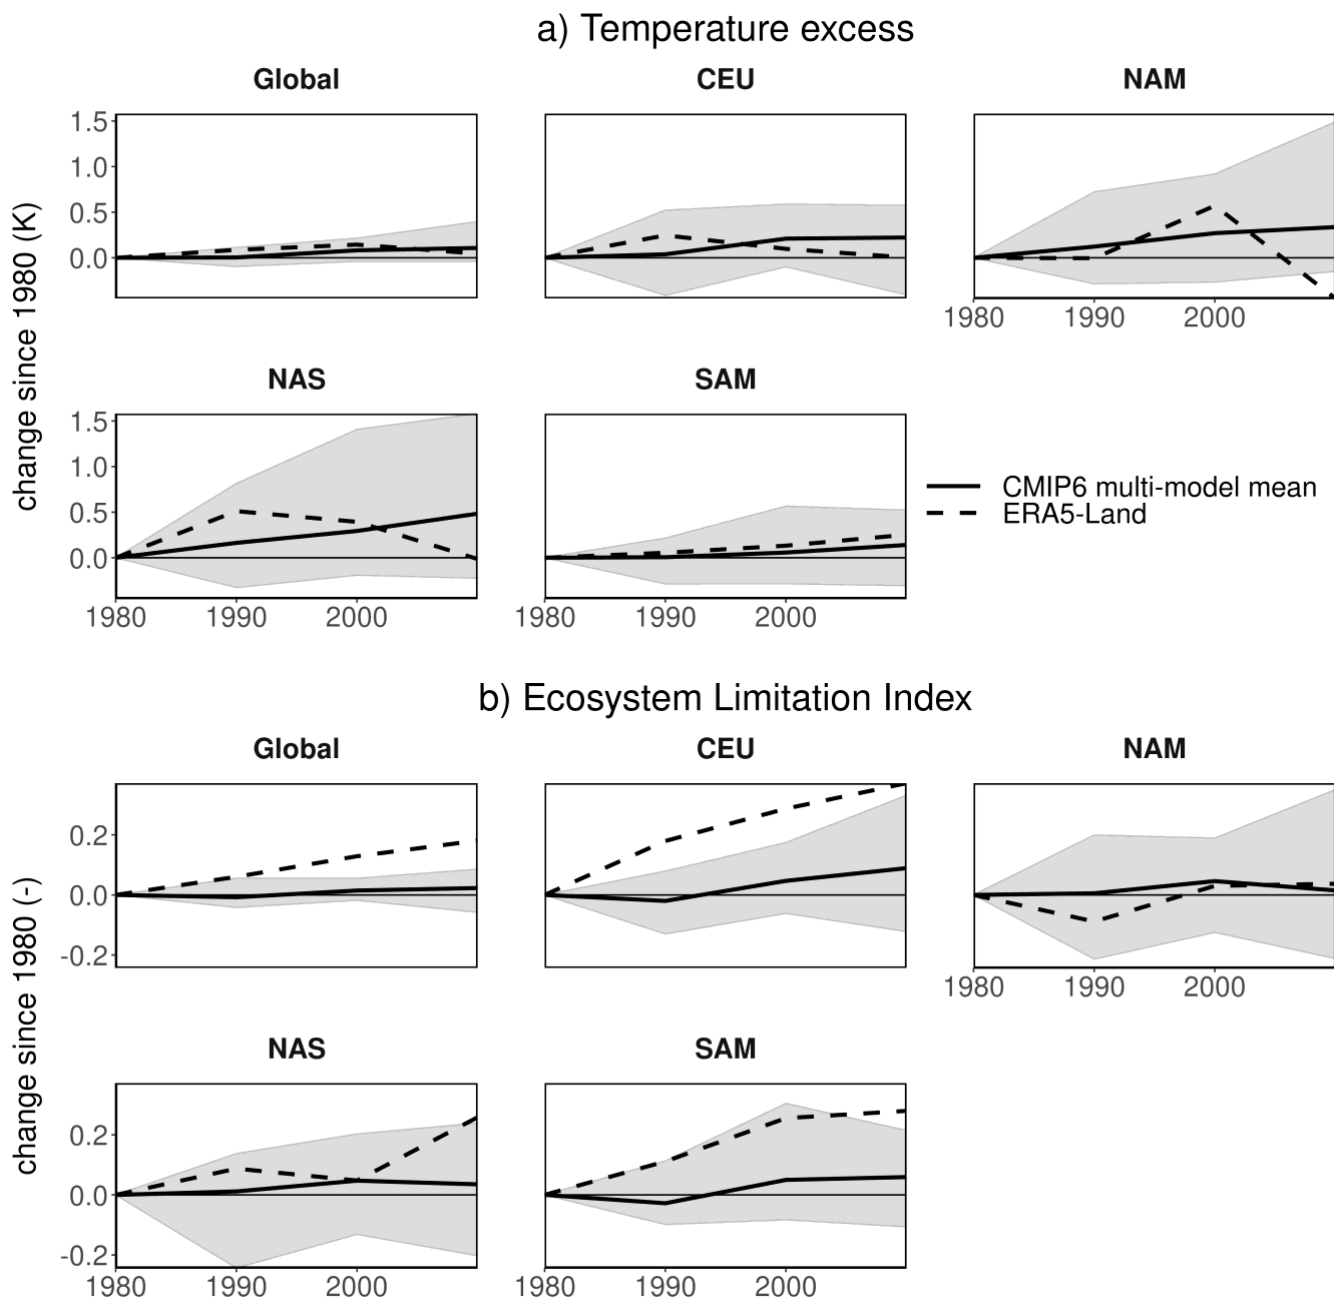 a) Temperature excess
Global CEU NAM
1.5
1.0
0.5
0.0
change since 1980 (K)
1980 1990 2000
NAS SAM
1.5
1.0
0.5
0.0
CMIP6 multi-model mean
ERA5-Land
1980 1990 2000 1980 1990 2000
b) Ecosystem Limitation Index
Global CEU NAM
0.2
0.0
-0.2
change since 1980 (-)
1980 1990 2000
NAS SAM
0.2
0.0
-0.2
1980 1990 2000 1980 1990 2000